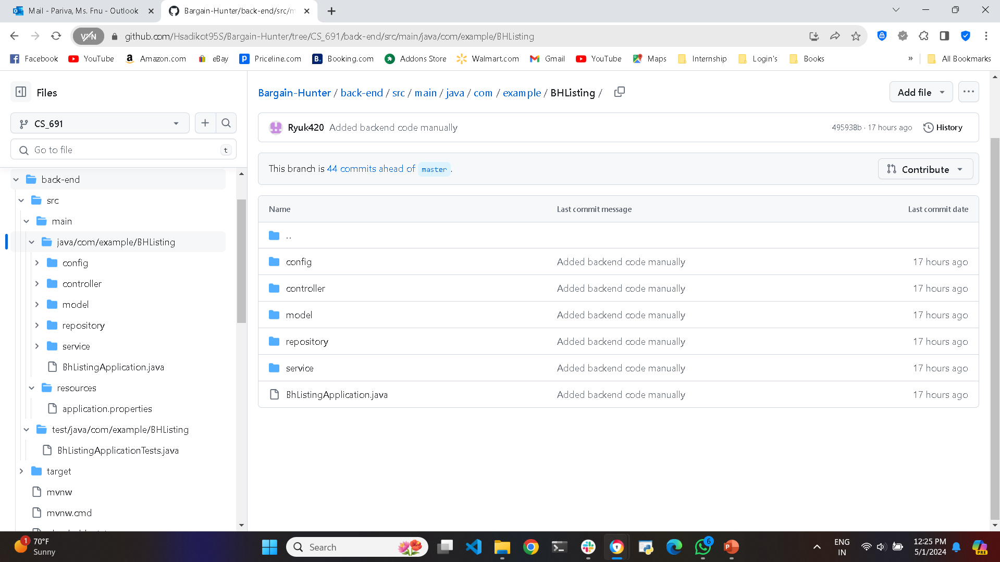 Mail - Pariva, Ms. Fnu - Outlook
Bargain-Hunter/back-end/src/m
VPN
github.com/Hsadikot95S/Bargain-Hunter/tree/CS_691/back-end/src/main/java/com/example/BHListing
Facebook YouTube Amazon.com eBay Priceline.com Booking.com Addons Store Walmart.com Gmail YouTube Maps Internship Login's Books » All Bookmarks
Files
CS_691
Go to file t
back-end
src
main
java/com/example/BHListing
config
controller
model
repository
service
BhListingApplication.java
resources
application.properties
test/java/com/example/BHListing
BhListingApplicationTests.java
target
mvnw
mvnw.cmd
Bargain-Hunter / back-end / src / main / java / com / example / BHListing /
Add file
Ryuk420 Added backend code manually
495938b · 17 hours ago History
This branch is 44 commits ahead of master .
Contribute
Name Last commit message Last commit date
..
config Added backend code manually 17 hours ago
controller Added backend code manually 17 hours ago
model Added backend code manually 17 hours ago
repository Added backend code manually 17 hours ago
service Added backend code manually 17 hours ago
BhListingApplication.java Added backend code manually 17 hours ago
1
70°F
Sunny
Search
6
ENG
IN
12:25 PM
5/1/2024
PRE